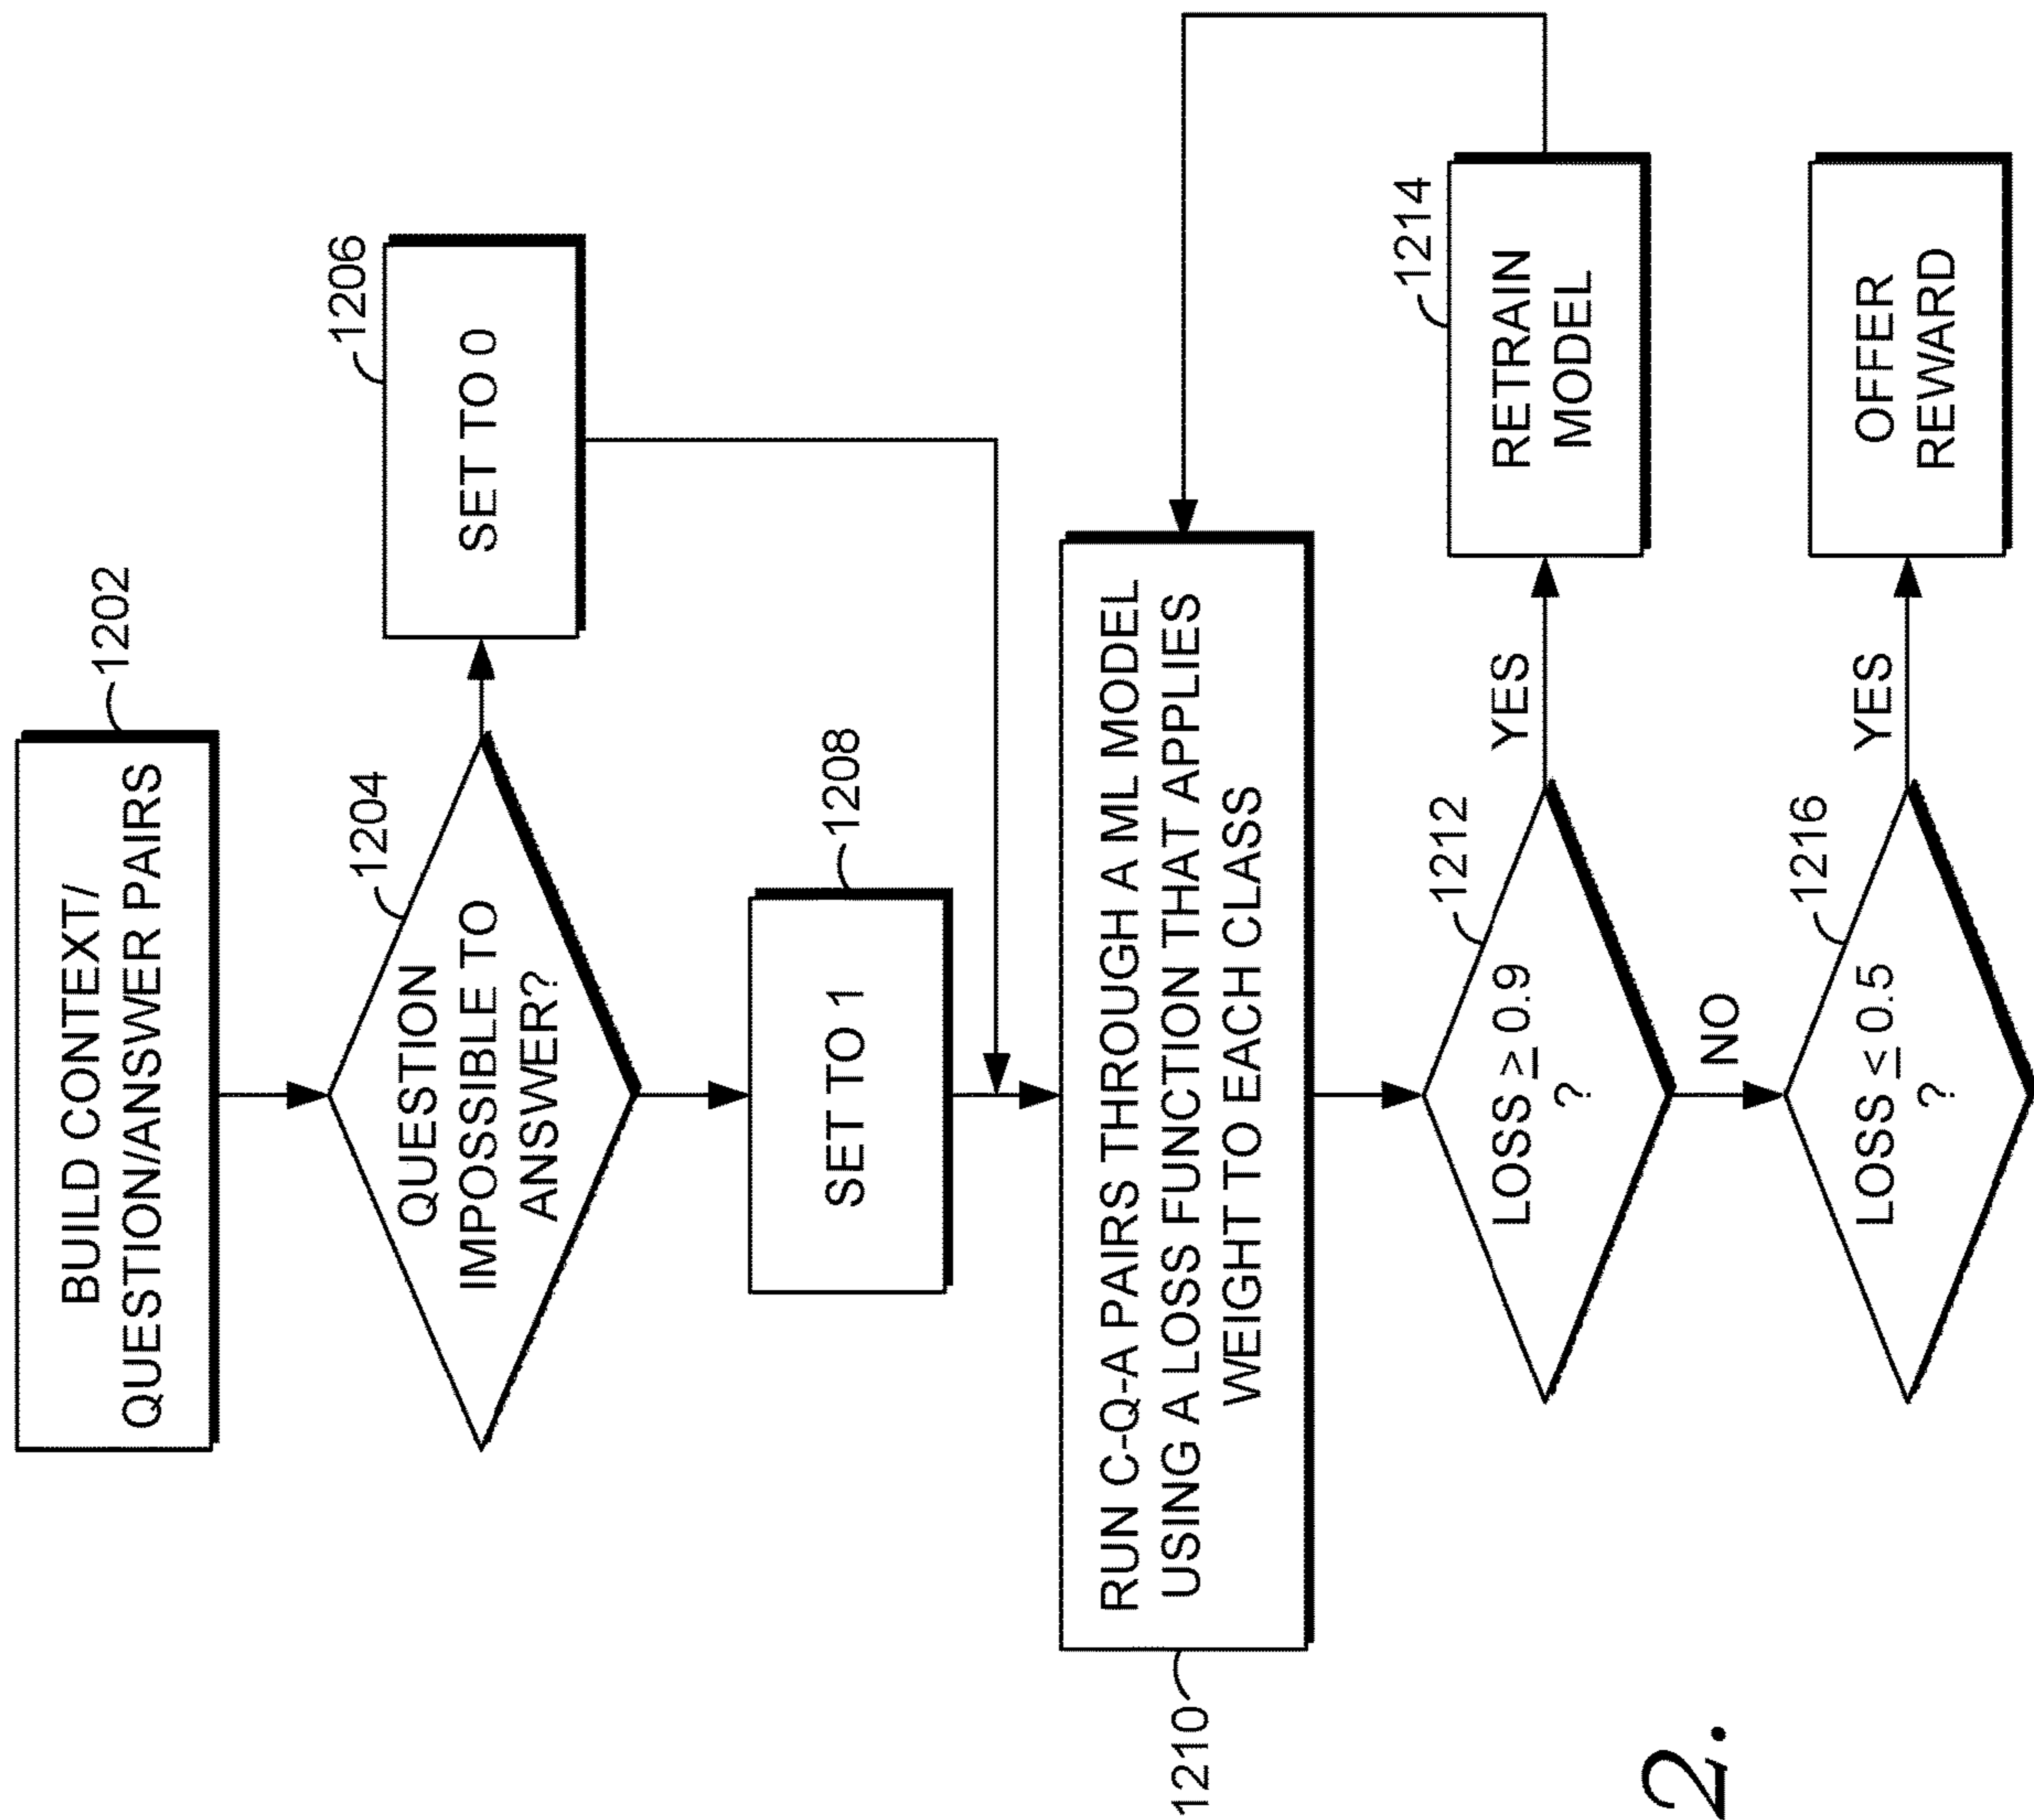 BUILD CONTEXT/
QUESTION/ANSWER PAIRS
1202
QUESTION
IMPOSSIBLE TO
ANSWER?
1204
SET TO 0
1206
SET TO 1
1208
RUN C-Q-A PAIRS THROUGH A ML MODEL
USING A LOSS FUNCTION THAT APPLIES
WEIGHT TO EACH CLASS
1210
LOSS ≥ 0.9
?
1212
YES
RETRAIN
MODEL
1214
NO
LOSS ≤ 0.5
?
1216
YES
OFFER
REWARD
2.